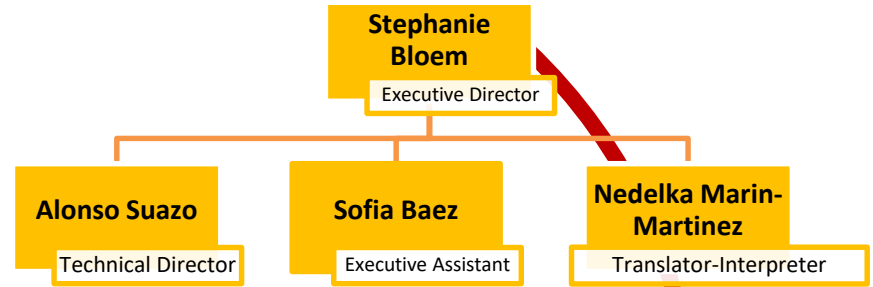 Stephanie
Bloem
Executive Director
Alonso Suazo
Technical Director
Sofia Baez
Executive Assistant
Nedelka Marin-
Martinez
Translator-Interpreter